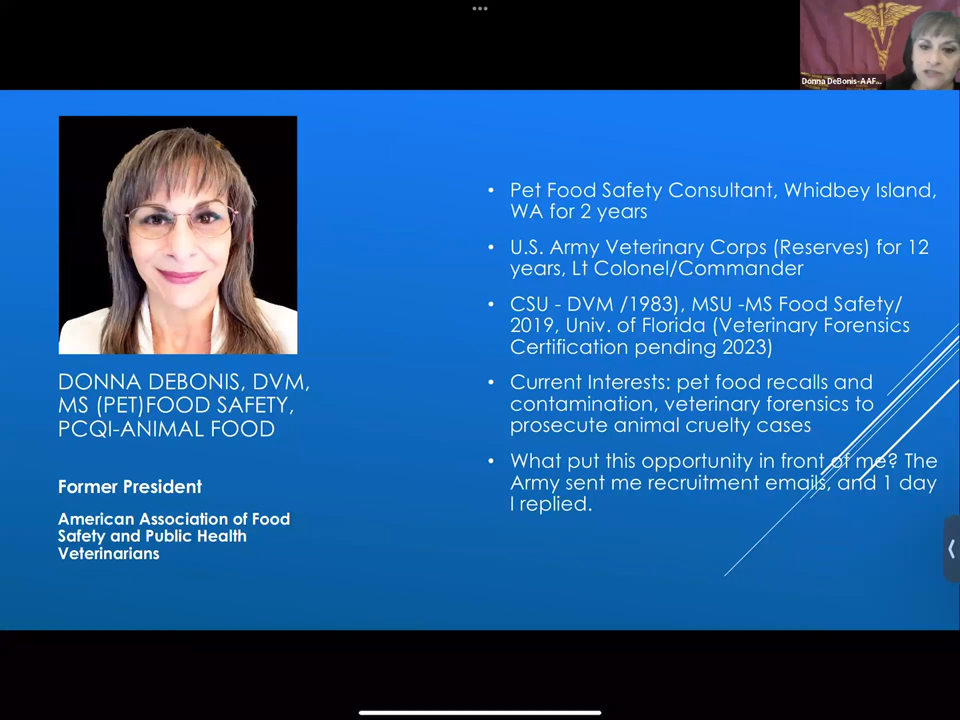 Donna DeBonis-AAF...
DONNA DEBONIS, DVM,
MS (PET)FOOD SAFETY,
PCQI-ANIMAL FOOD
Former President
American Association of Food
Safety and Public Health
Veterinarians
• Pet Food Safety Consultant, Whidbey Island,
WA for 2 years
• U.S. Army Veterinary Corps (Reserves) for 12
years, Lt Colonel/Commander
• CSU - DVM /1983), MSU -MS Food Safety/
2019, Univ. of Florida (Veterinary Forensics
Certification pending 2023)
• Current Interests: pet food recalls and
contamination, veterinary forensics to
prosecute animal cruelty cases
• What put this opportunity in front of me? The
Army sent me recruitment emails, and 1 day
I replied.